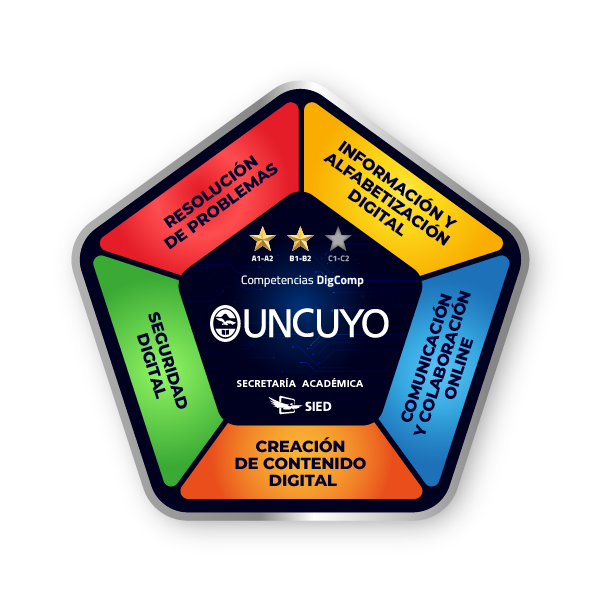 RESOLUCIÓN
DE PROBLEMAS
INFORMACIÓN Y
ALFABETIZACIÓN
DIGITAL
A1-A2 B1-B2 C1-C2
Competencias DigComp
UNCUYO
SECRETARÍA ACADÉMICA
SIED
SEGURIDAD
DIGITAL
COMUNICACIÓN
Y COLABORACIÓN
ONLINE
CREACIÓN
DE CONTENIDO
DIGITAL